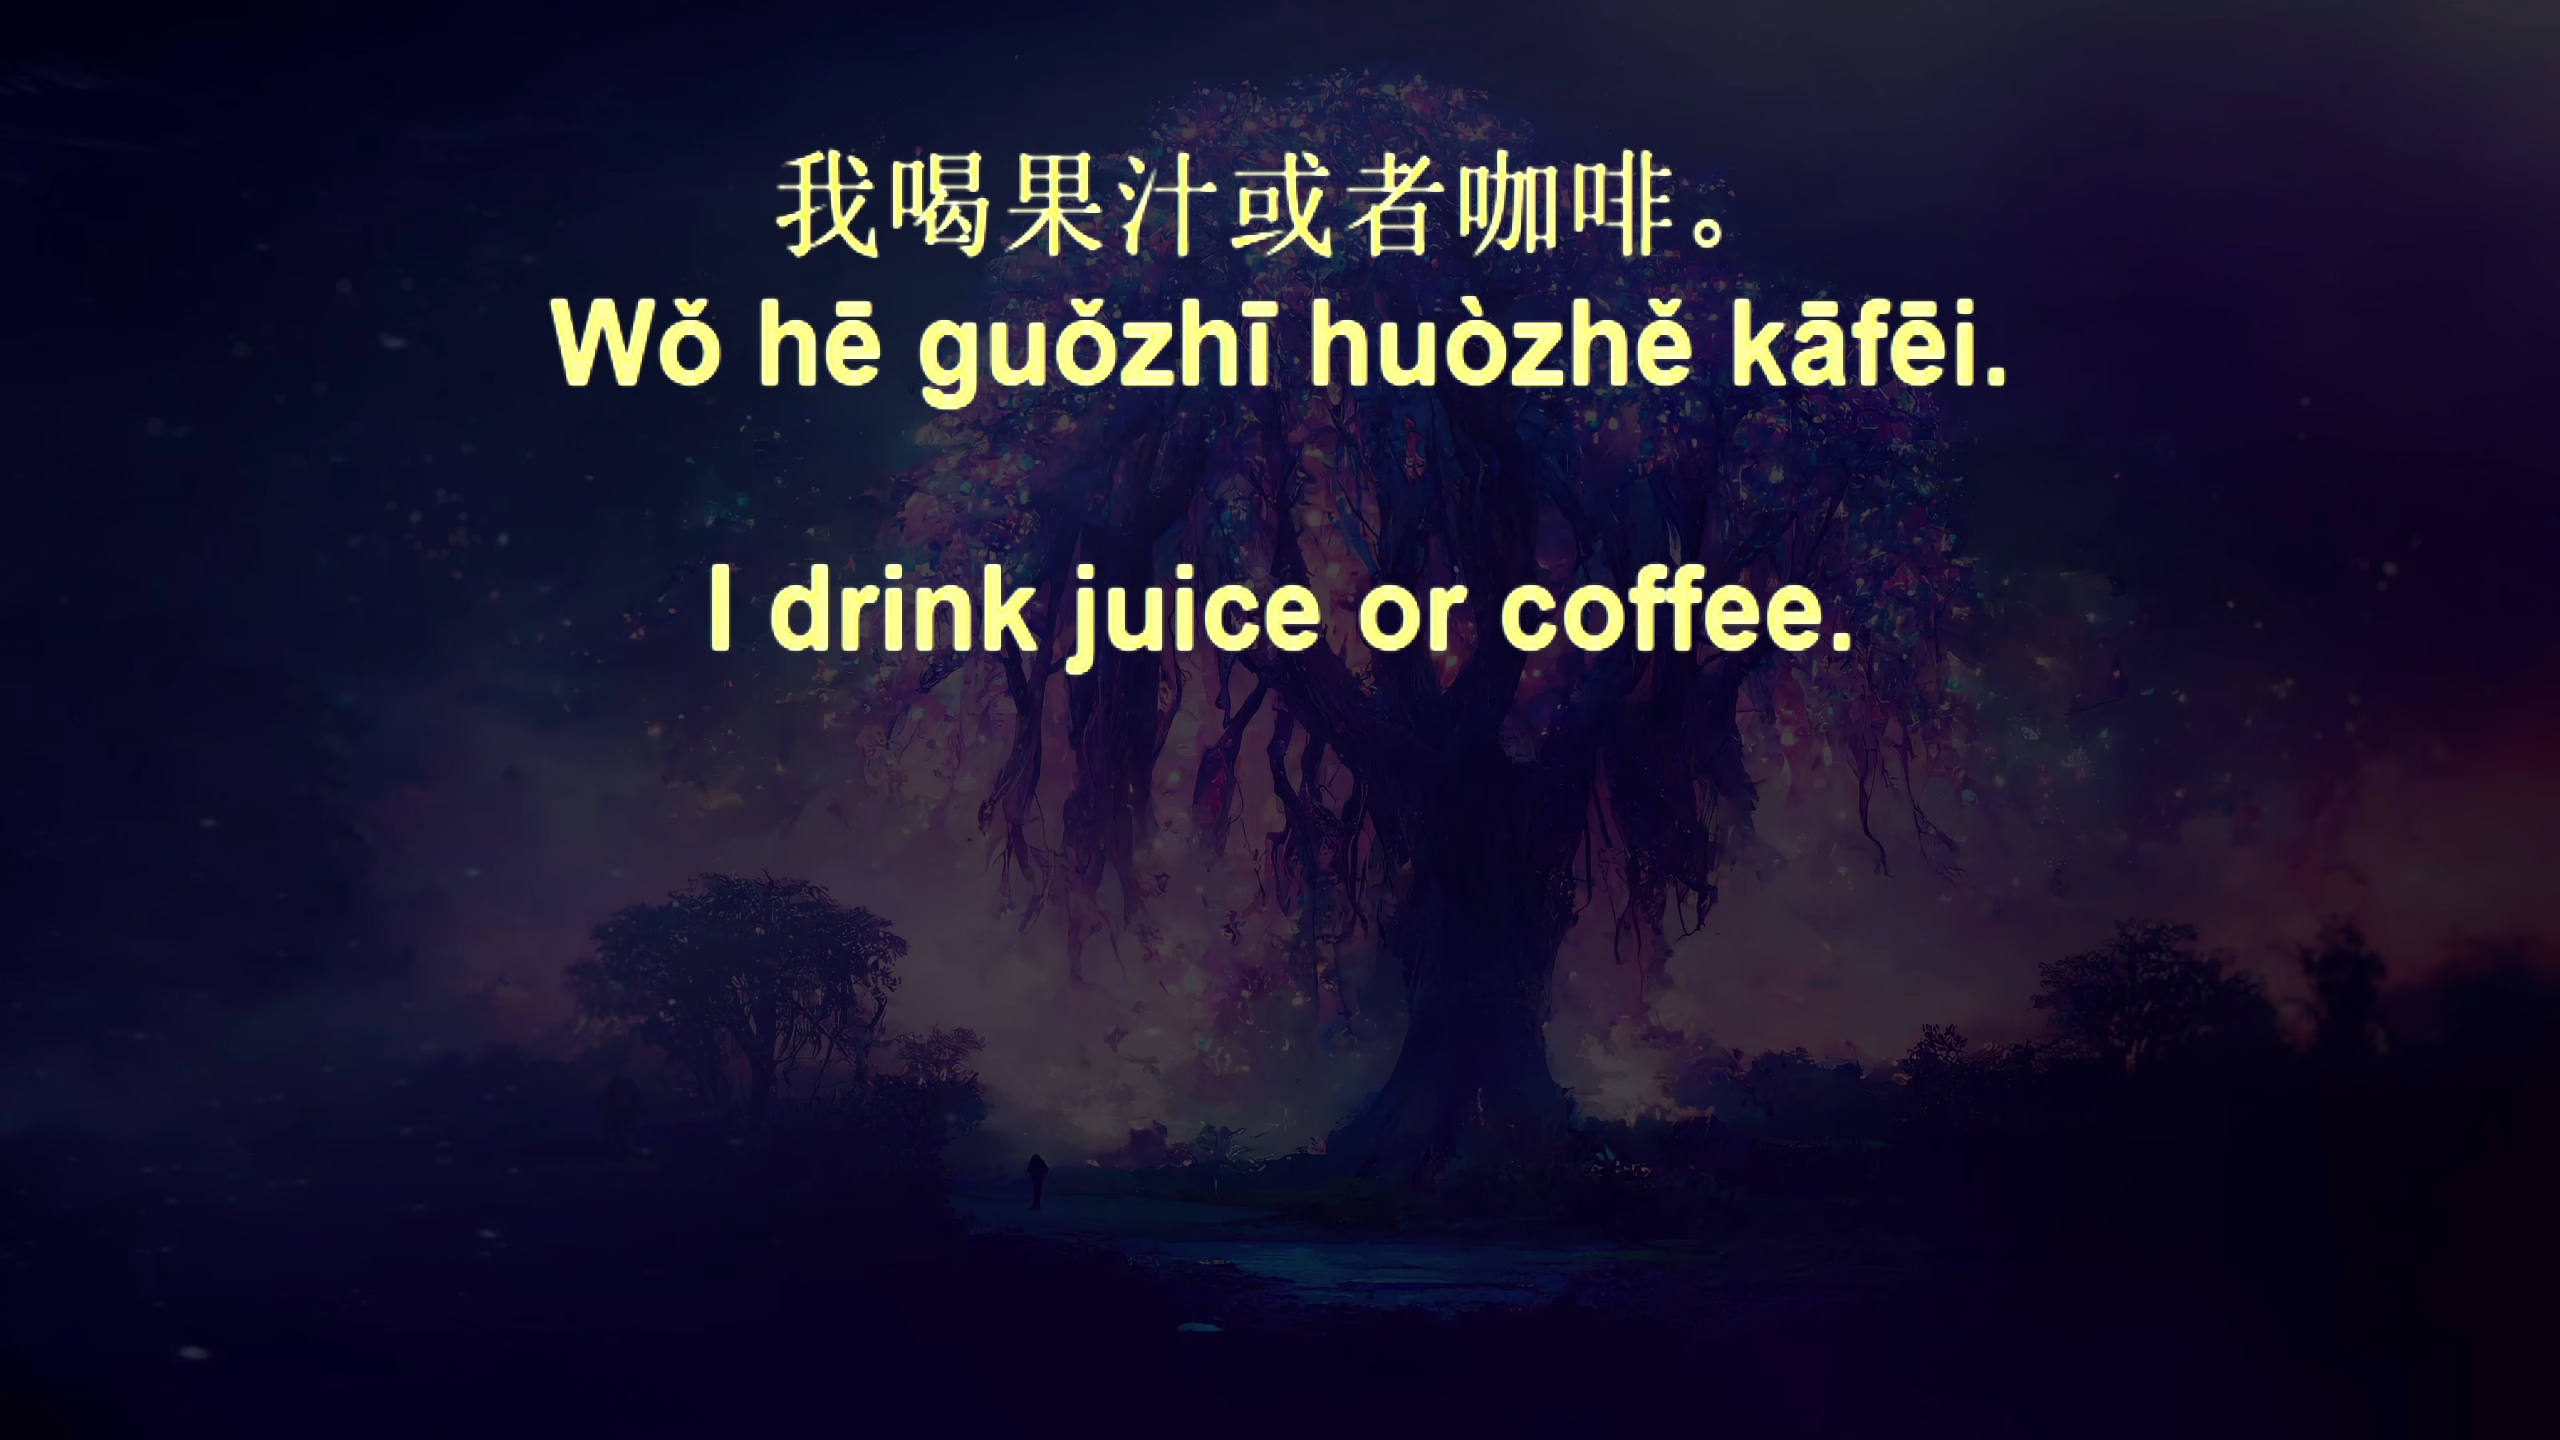 我喝果汁或者咖啡。
Wǒ hē guǒzhī huòzhě kāfēi.
I drink juice or coffee.